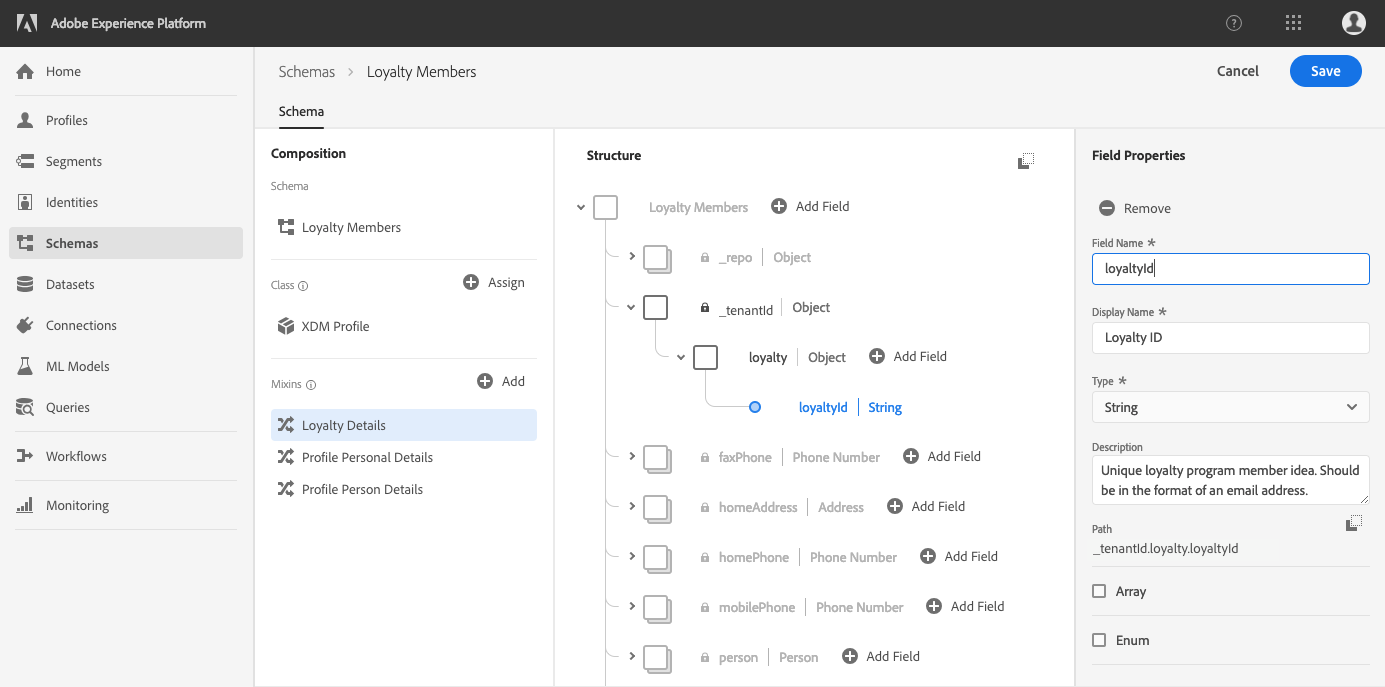 Adobe Experience Platform
Home
Profiles
Segments
Identities
Schemas
Datasets
Connections
ML Models
Queries
Workflows
Monitoring
Schemas > Loyalty Members
Cancel
Save
Schema
Composition
Schema
Loyalty Members
Class
Assign
XDM Profile
Mixins
Add
Loyalty Details
Profile Personal Details
Profile Person Details
Structure
Loyalty Members Add Field
_repo | Object
_tenantId | Object
loyalty | Object Add Field
loyaltyId | String
faxPhone | Phone Number Add Field
homeAddress | Address Add Field
homePhone | Phone Number Add Field
mobilePhone | Phone Number Add Field
person | Person Add Field
Field Properties
Remove
Field Name *
loyaltyId
Display Name *
Loyalty ID
Type *
String
Description
Unique loyalty program member idea. Should
be in the format of an email address.
Path
_tenantId.loyalty.loyaltyId
Array
Enum